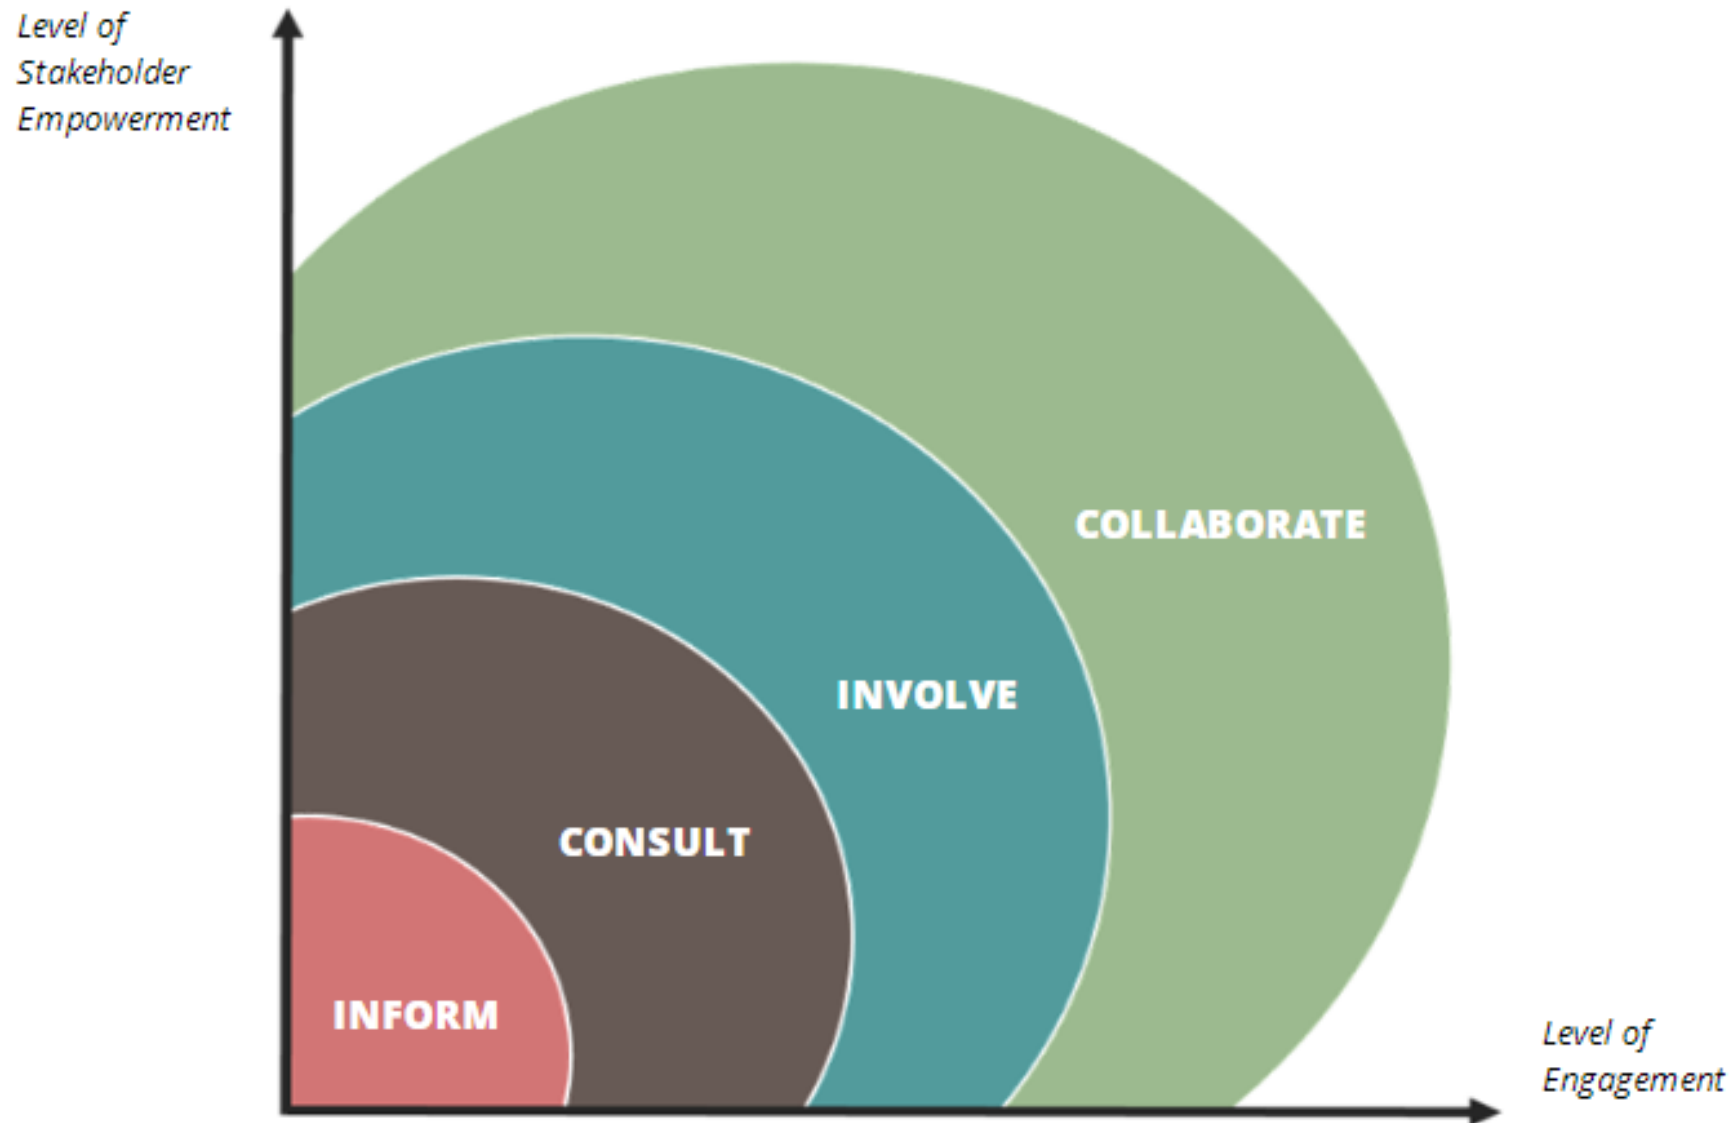 Level of
Stakeholder
Empowerment
COLLABORATE
INVOLVE
CONSULT
INFORM
Level of
Engagement